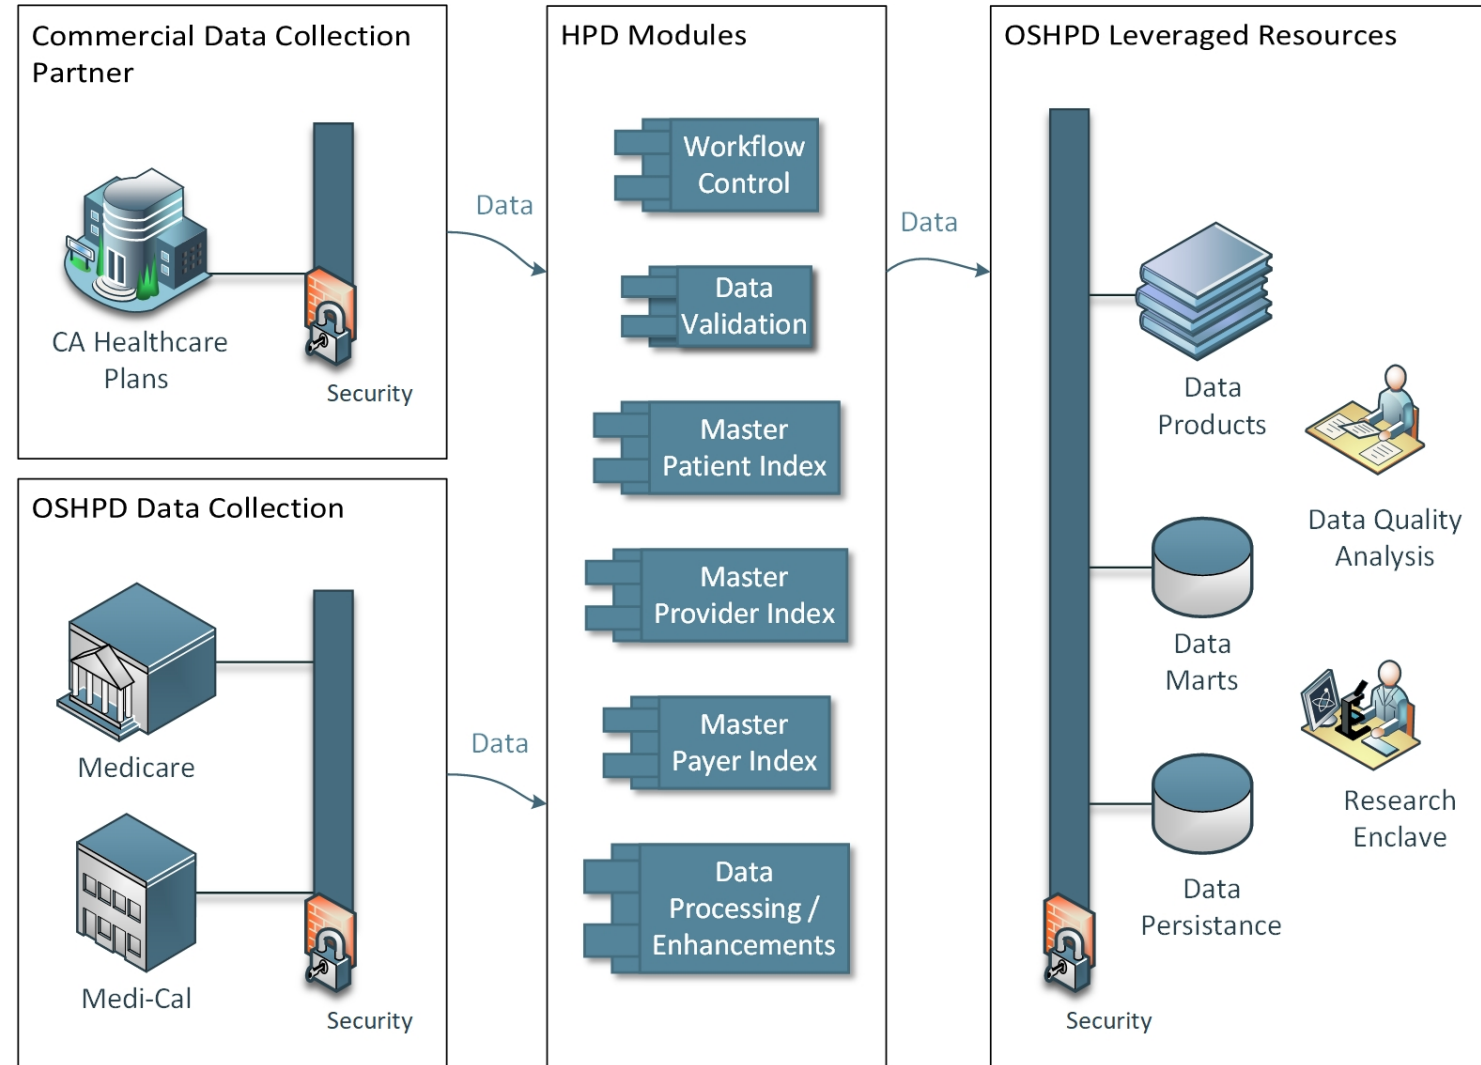 Commercial Data Collection
Partner
CA Healthcare
Plans
Security
OSHPD Data Collection
Medicare
Medi-Cal
Security
Data
Data
HPD Modules
Workflow
Control
Data
Validation
Master
Patient Index
Master
Provider Index
Master
Payer Index
Data
Processing /
Enhancements
Data
OSHPD Leveraged Resources
Data
Products
Data Quality
Analysis
Data
Marts
Research
Enclave
Data
Persistance
Security